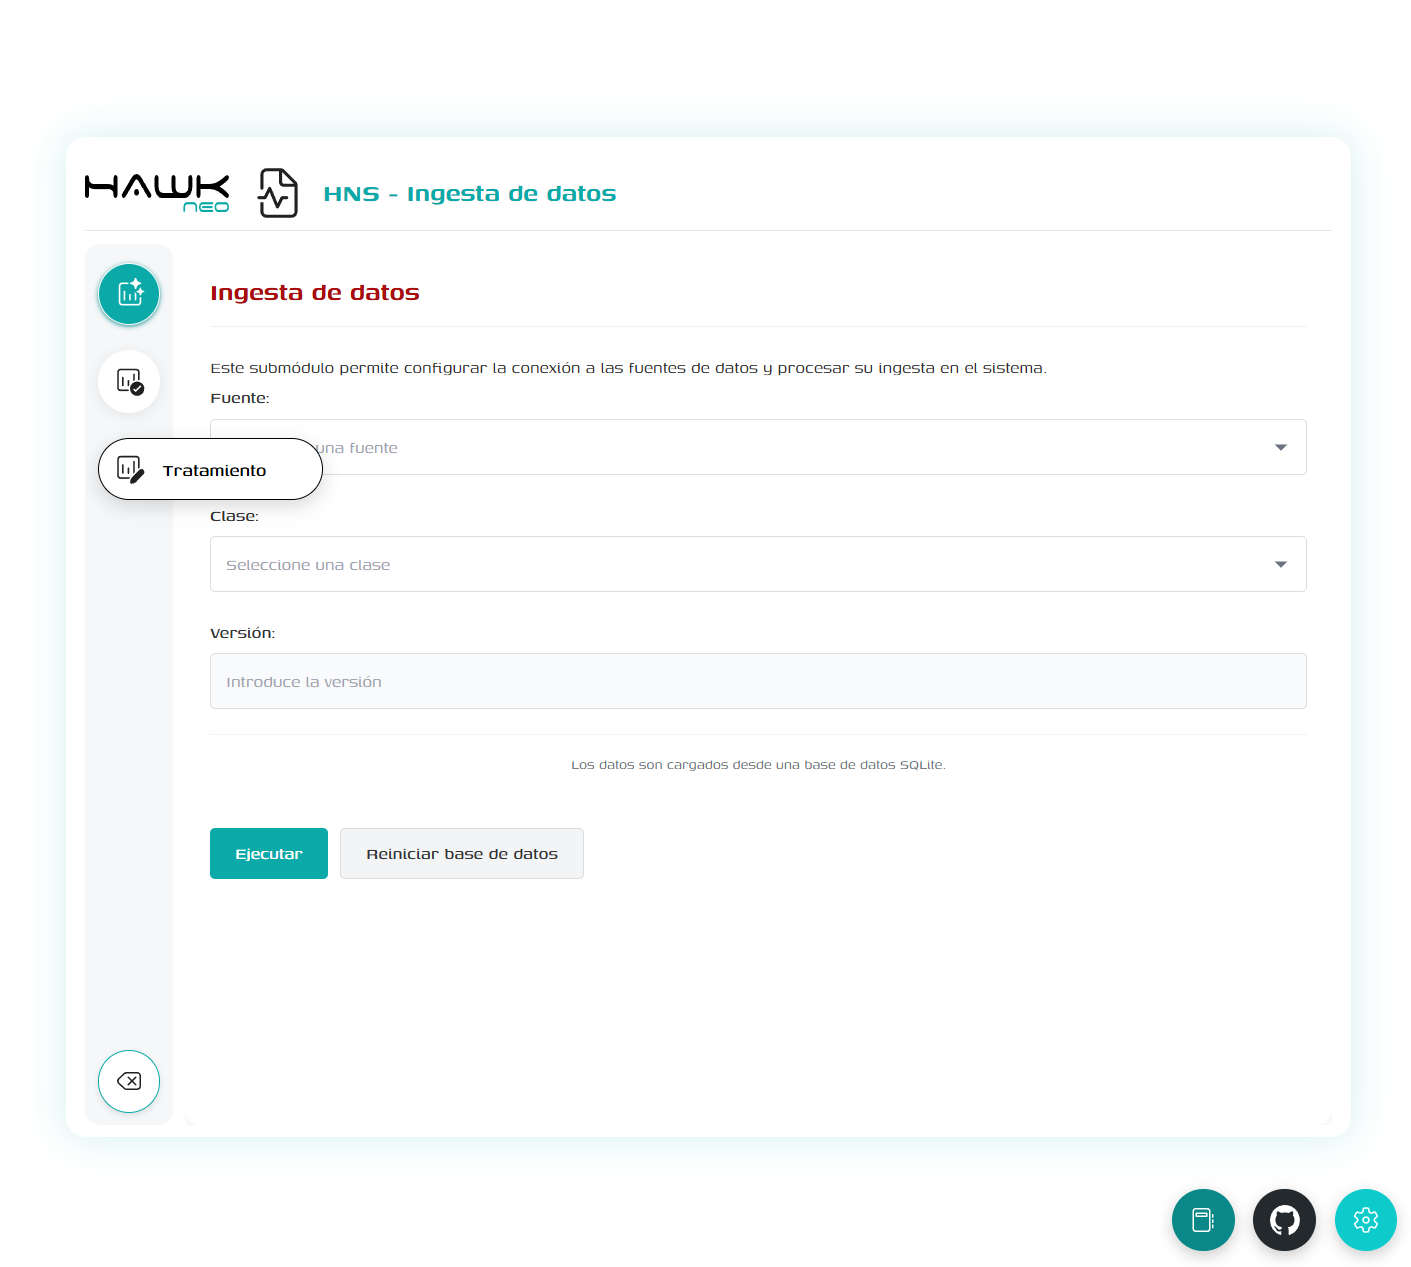 HAWK
neo
HNS - Ingesta de datos
Ingesta de datos
Este submódulo permite configurar la conexión a las fuentes de datos y procesar su ingesta en el sistema.
Fuente:
una fuente
Tratamiento
Clase:
Seleccione una clase
Versión:
Introduce la versión
Los datos son cargados desde una base de datos SQLite.
Ejecutar
Reiniciar base de datos